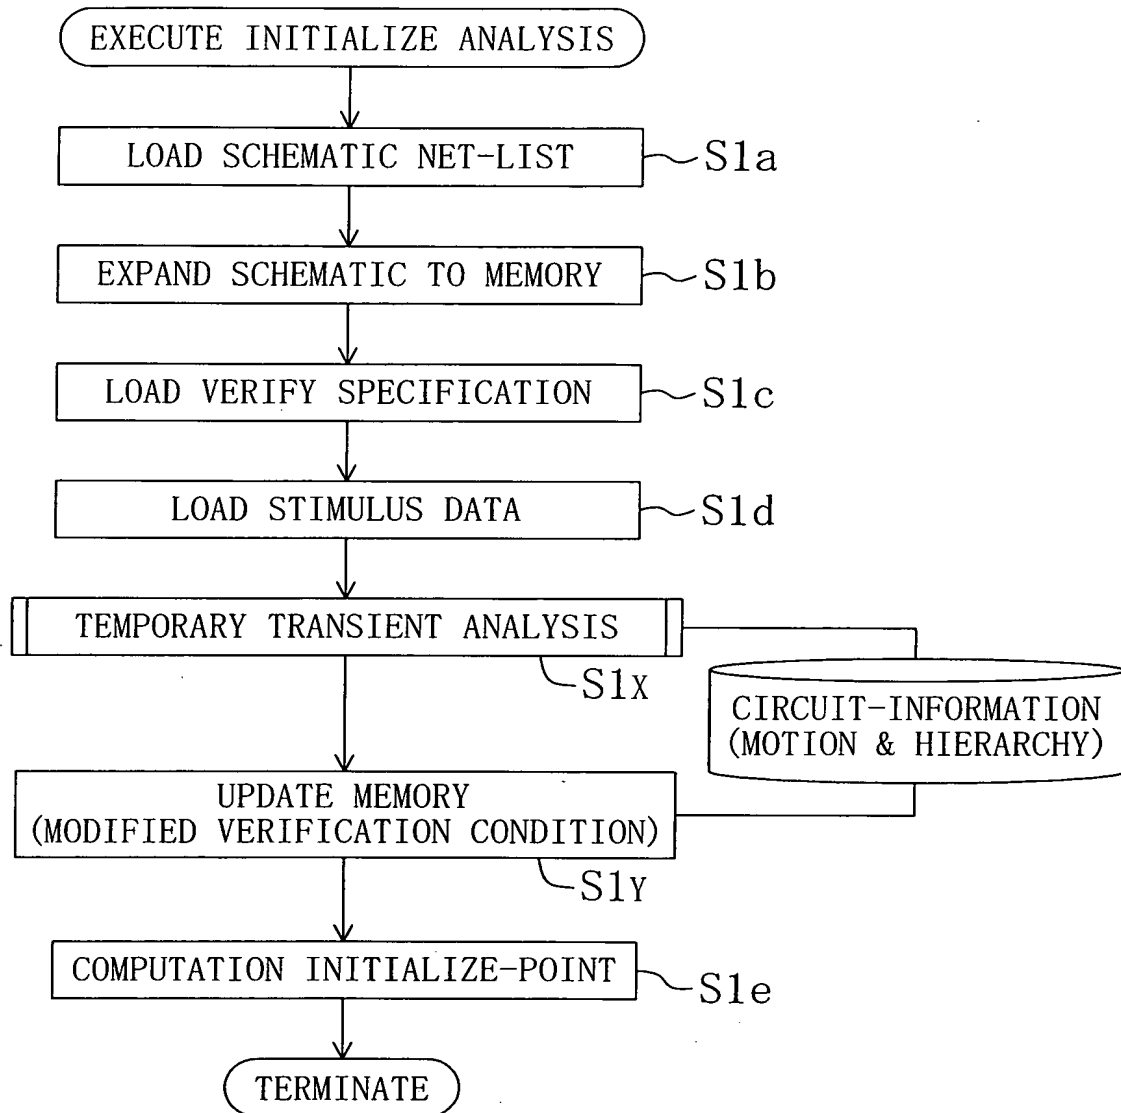 EXECUTE INITIALIZE ANALYSIS
LOAD SCHEMATIC NET-LIST
S1a
EXPAND SCHEMATIC TO MEMORY
S1b
LOAD VERIFY SPECIFICATION
S1c
LOAD STIMULUS DATA
S1d
TEMPORARY TRANSIENT ANALYSIS
S1X
CIRCUIT-INFORMATION
(MOTION & HIERARCHY)
UPDATE MEMORY
(MODIFIED VERIFICATION CONDITION)
S1Y
COMPUTATION INITIALIZE-POINT
S1e
TERMINATE